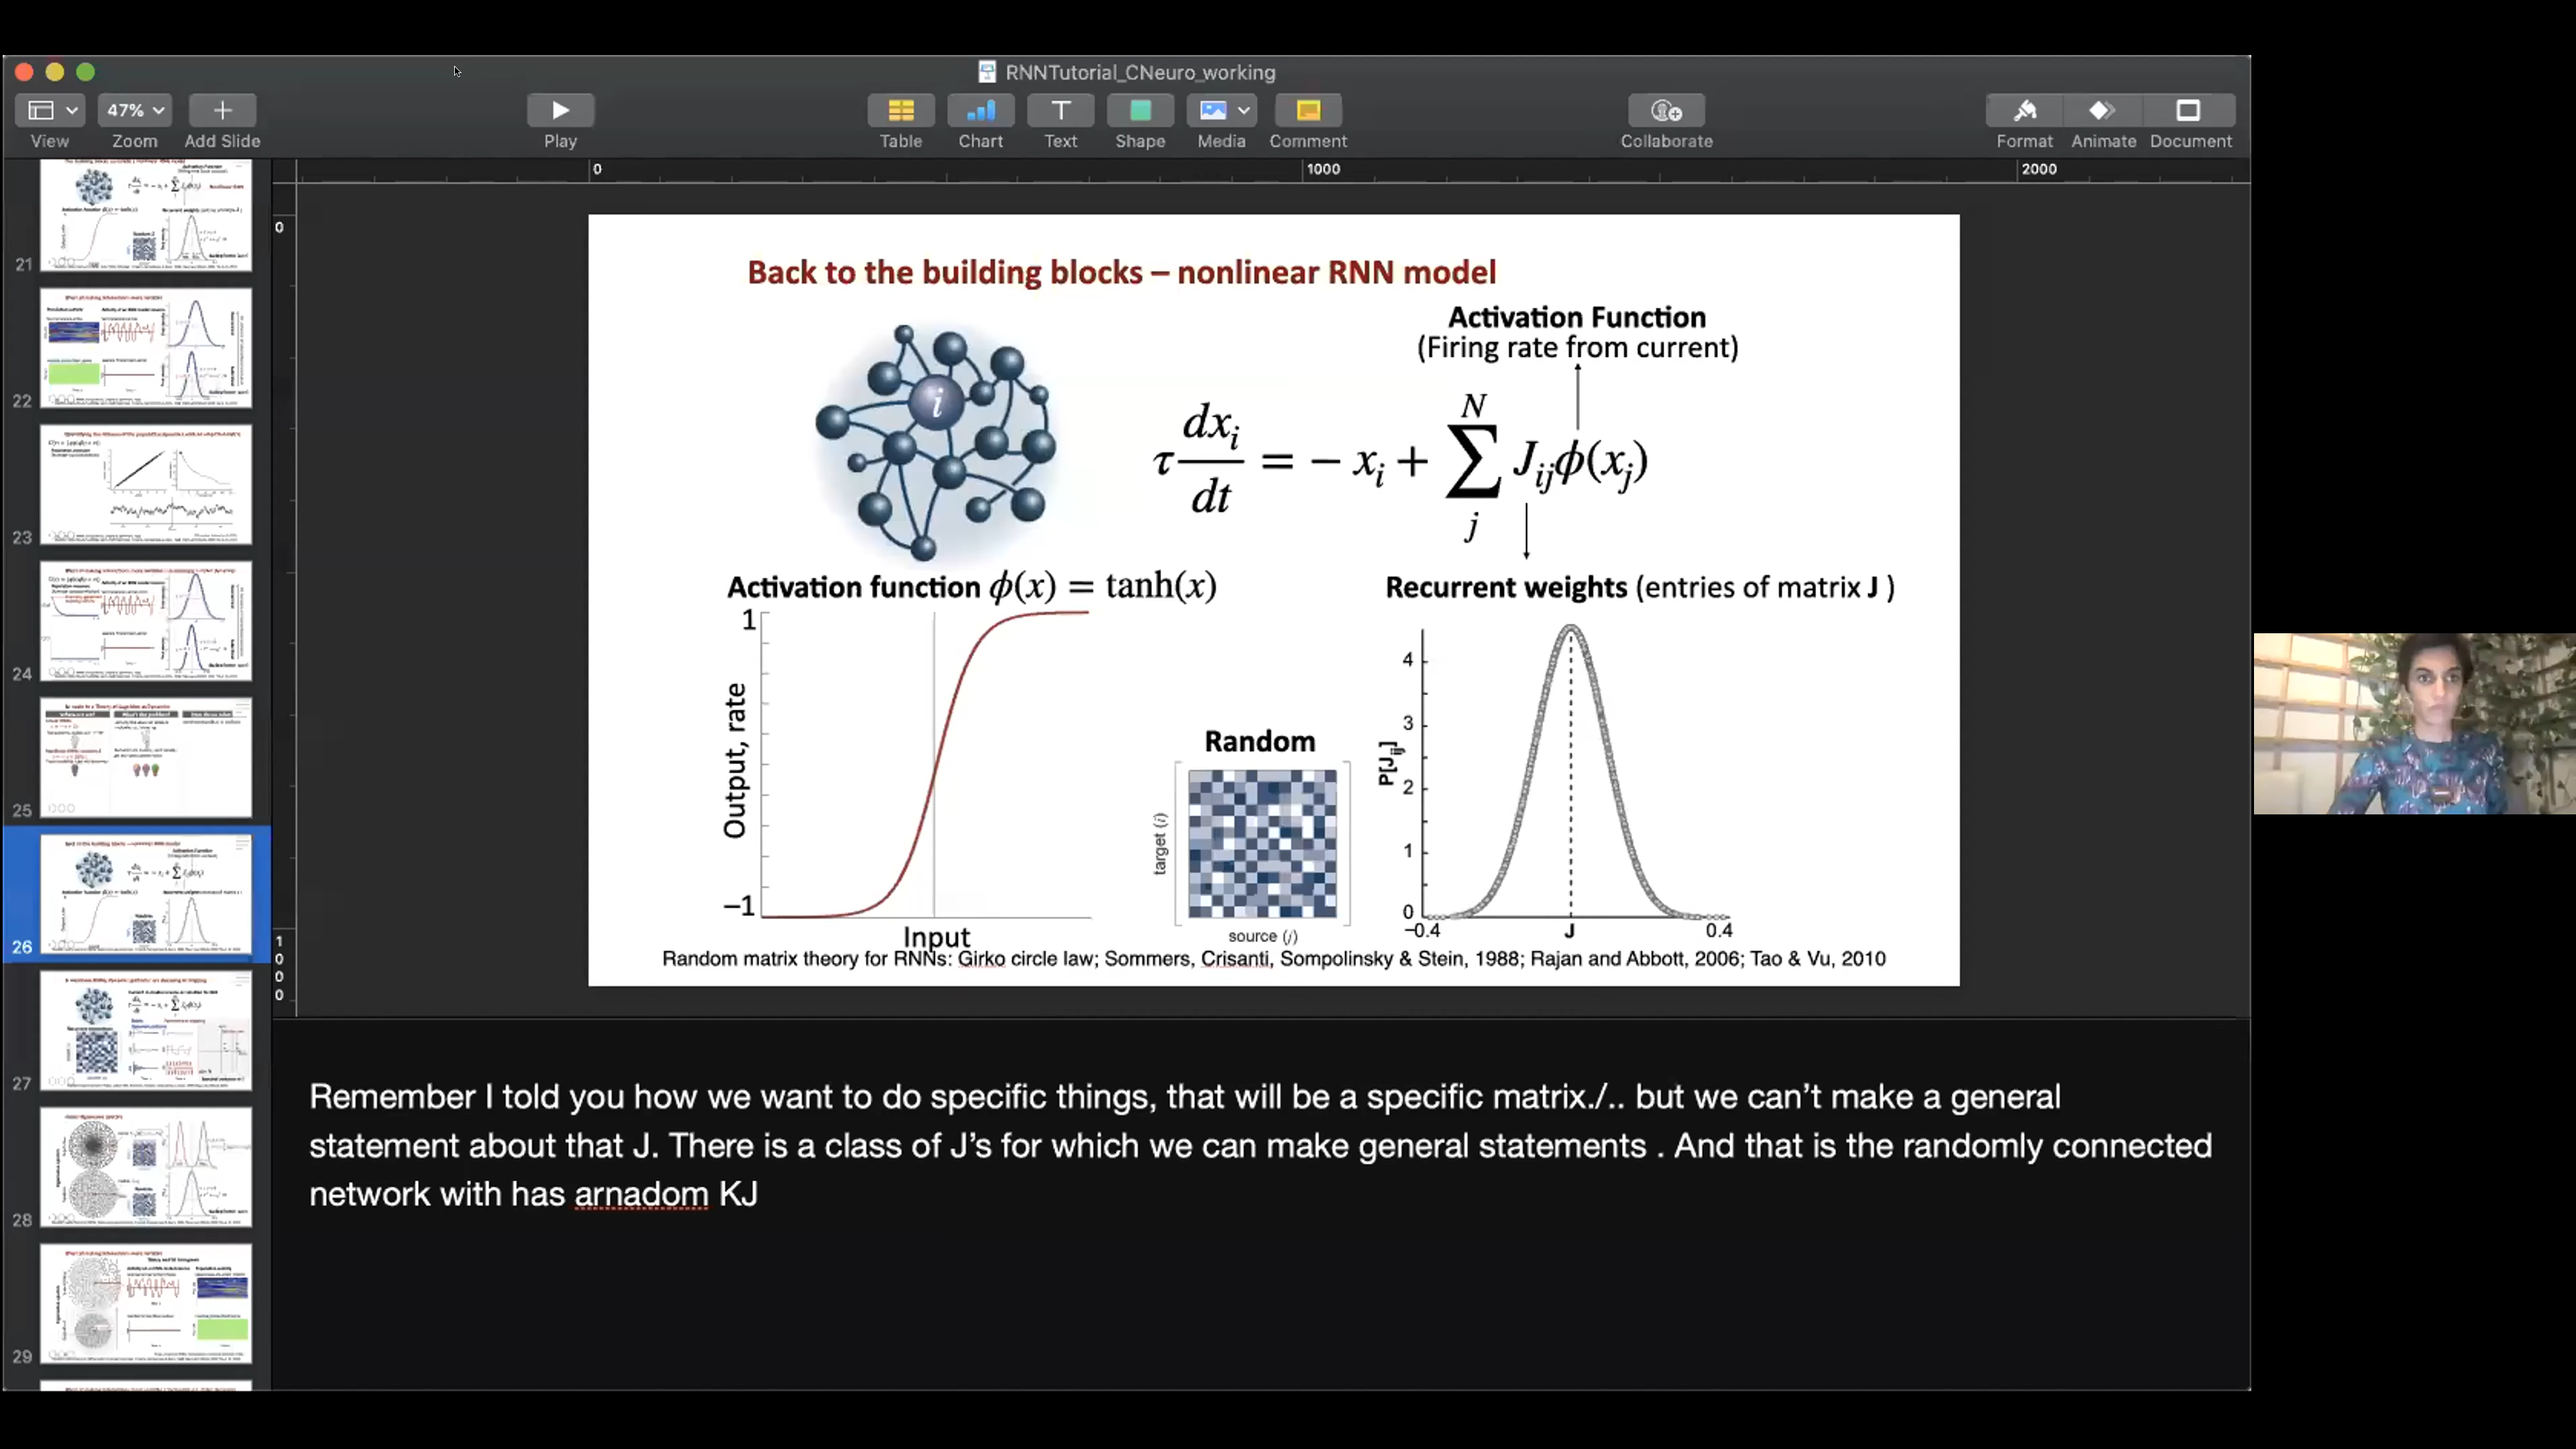 RNNTutorial_CNeuro_working
47%
View Zoom Add Slide Play Table Chart Text Shape Media Comment Collaborate Format Animate Document
0 1000 2000
0
1
0
0
0
21
22
23
24
25
26
27
28
29
Back to the building blocks – nonlinear RNN model
Activation Function
(Firing rate from current)
i
τ dx_i/dt = − x_i + ∑_j^N J_ij ϕ(x_j)
Activation function ϕ(x) = tanh(x)
1
Output, rate
−1
Input
Recurrent weights (entries of matrix J )
Random
target (i)
source (j)
P[Jij]
4
3
2
1
0
−0.4 J 0.4
Random matrix theory for RNNs: Girko circle law; Sommers, Crisanti, Sompolinsky & Stein, 1988; Rajan and Abbott, 2006; Tao & Vu, 2010
Remember I told you how we want to do specific things, that will be a specific matrix./.. but we can’t make a general
statement about that J. There is a class of J’s for which we can make general statements . And that is the randomly connected
network with has arnadom KJ